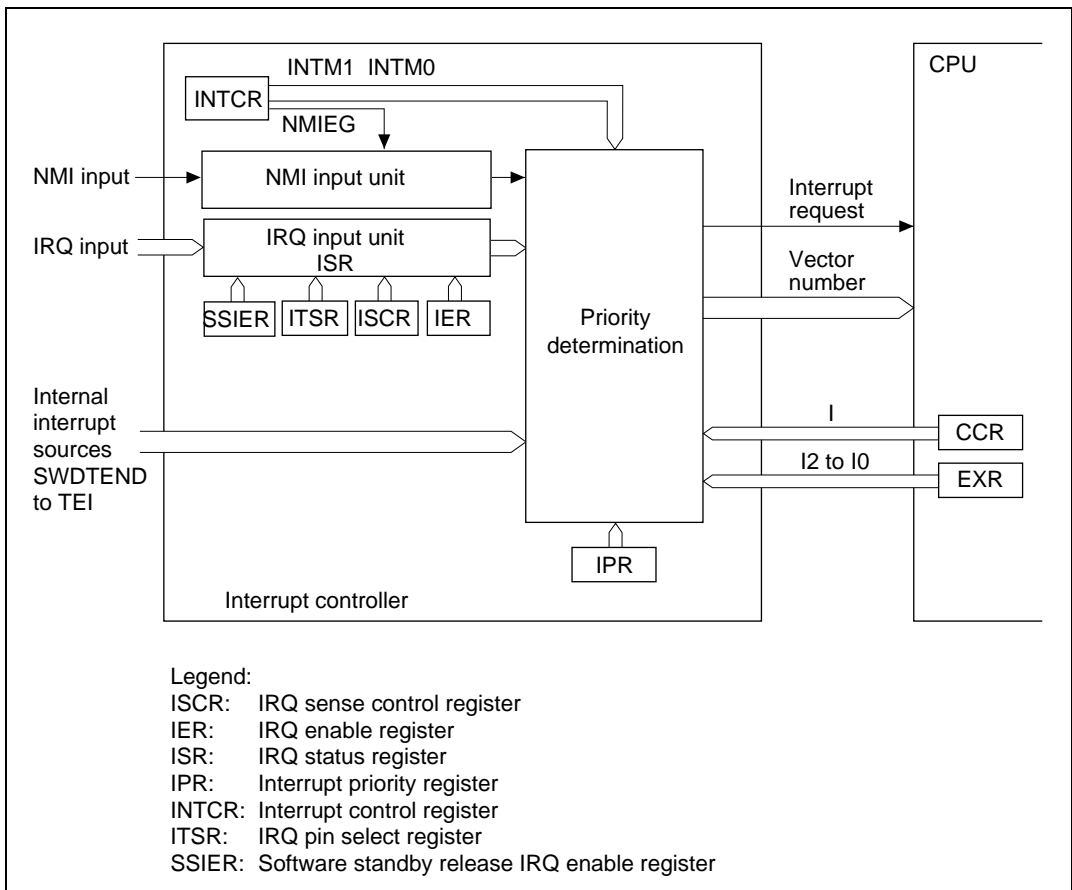 INTM1 INTM0
CPU
INTCR
NMIEG
NMI input
NMI input unit
IRQ input
IRQ input unit
ISR
SSIER
ITSR
ISCR
IER
Priority
determination
Interrupt
request
Vector
number
Internal
interrupt
sources
SWDTEND
to TEI
I
CCR
I2 to I0
EXR
IPR
Interrupt controller
Legend:
ISCR: IRQ sense control register
IER: IRQ enable register
ISR: IRQ status register
IPR: Interrupt priority register
INTCR: Interrupt control register
ITSR: IRQ pin select register
SSIER: Software standby release IRQ enable register